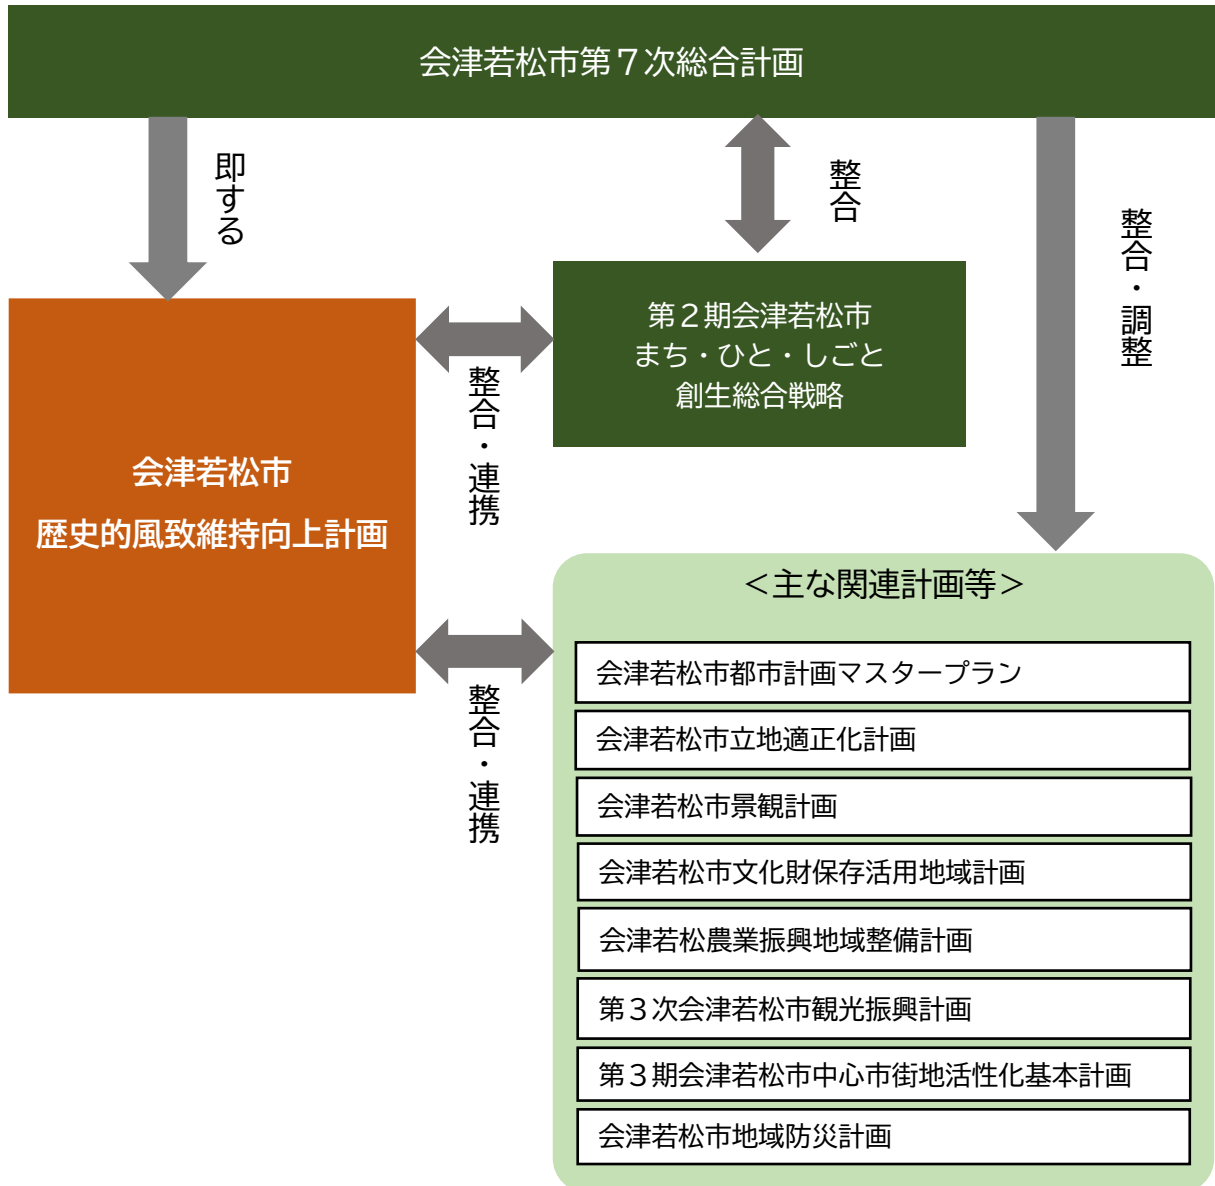 会津若松市第７次総合計画
即する
整合
整合・調整
第２期会津若松市
まち・ひと・しごと
創生総合戦略
整合・連携
会津若松市
歴史的風致維持向上計画
整合・連携
＜主な関連計画等＞
会津若松市都市計画マスタープラン
会津若松市立地適正化計画
会津若松市景観計画
会津若松市文化財保存活用地域計画
会津若松農業振興地域整備計画
第３次会津若松市観光振興計画
第３期会津若松市中心市街地活性化基本計画
会津若松市地域防災計画